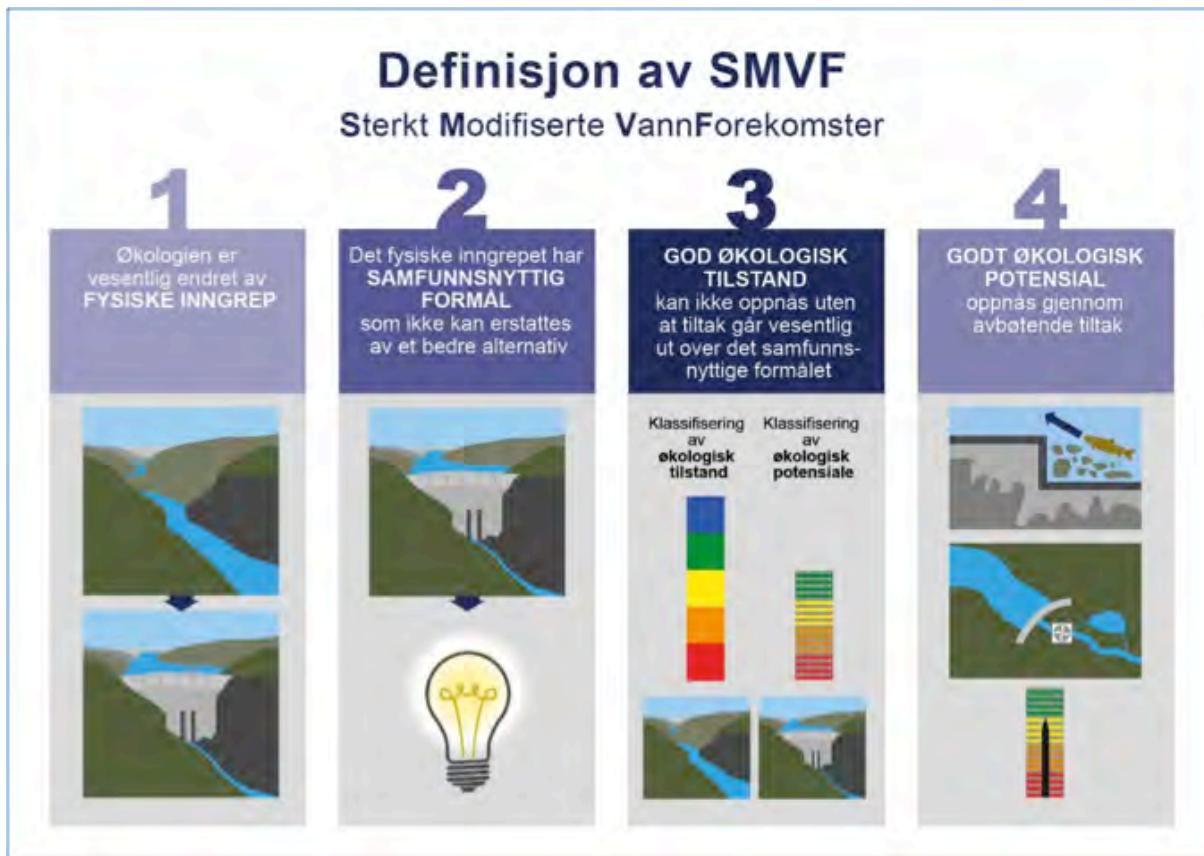 Definisjon av SMVF
Sterkt Modifiserte VannForekomster
1
Økologien er
vesentlig endret av
FYSISKE INNGREP
2
Det fysiske inngrepet har
SAMFUNNSNYTTIG
FORMÅL
som ikke kan erstattes
av et bedre alternativ
3
GOD ØKOLOGISK
TILSTAND
kan ikke oppnås uten
at tiltak går vesentlig
ut over det samfunns-
nyttige formålet
Klassifisering
av
økologisk
tilstand
Klassifisering
av
økologisk
potensiale
4
GODT ØKOLOGISK
POTENSIAL
oppnås gjennom
avbøtende tiltak